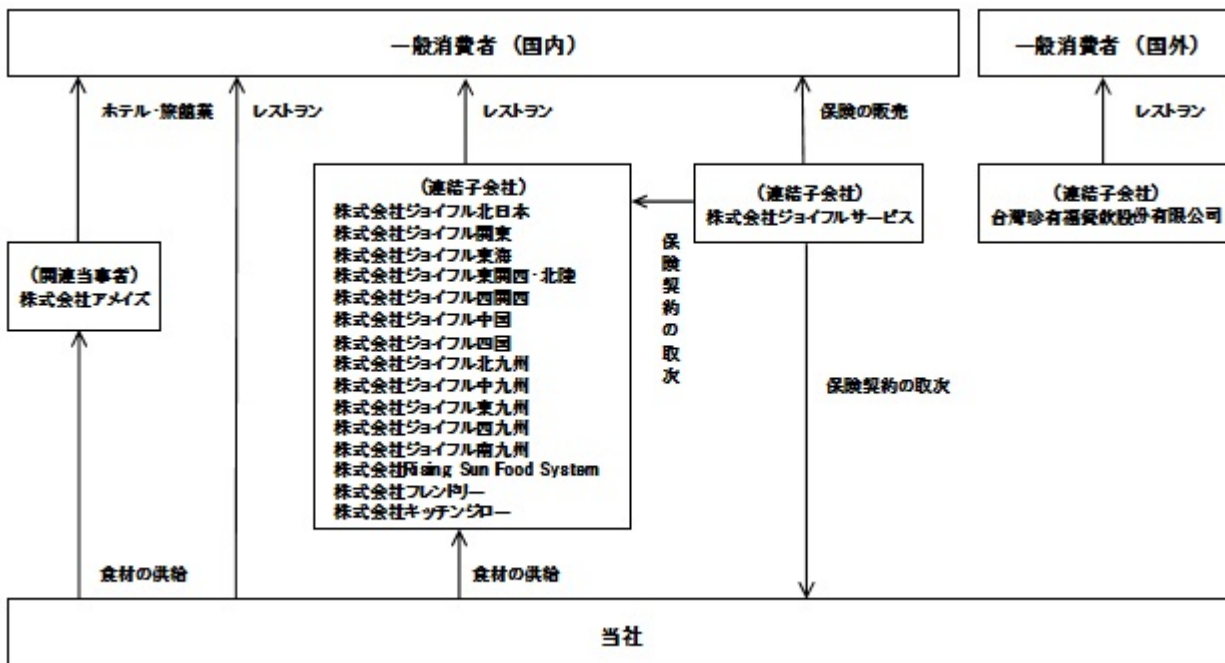 一般消費者（国内）
一般消費者（国外）
ホテル・旅館業
レストラン
レストラン
保険の販売
レストラン
（連結子会社）
株式会社ジョイフル北日本
株式会社ジョイフル関東
株式会社ジョイフル東海
株式会社ジョイフル東関西・北陸
株式会社ジョイフル西関西
株式会社ジョイフル中国
株式会社ジョイフル四国
株式会社ジョイフル北九州
株式会社ジョイフル中九州
株式会社ジョイフル東九州
株式会社ジョイフル西九州
株式会社ジョイフル南九州
株式会社Rising Sun Food System
株式会社フレンドリー
株式会社キッチンジロー
（連結子会社）
株式会社ジョイフルサービス
（連結子会社）
台灣珍有福餐飲股份有限公司
（関連当事者）
株式会社アメイズ
保険契約の取次
保険契約の取次
食材の供給
食材の供給
当社